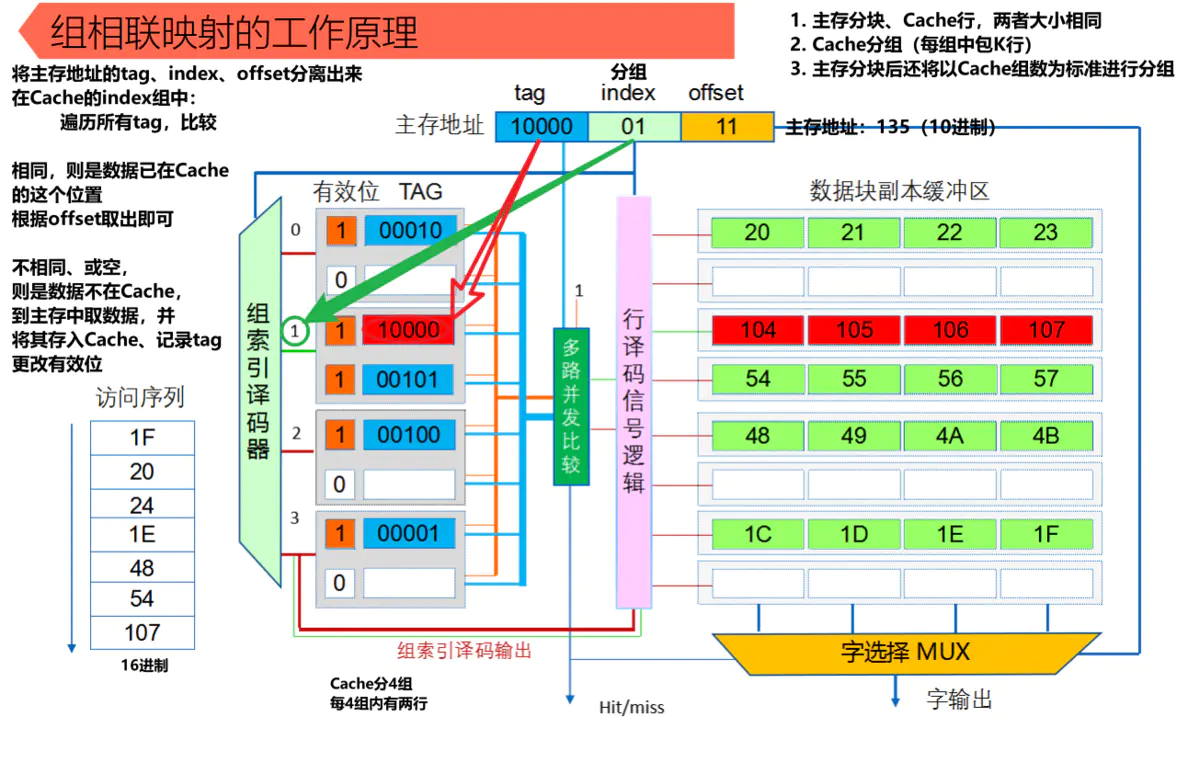 组相联映射的工作原理
1. 主存分块、Cache行，两者大小相同
2. Cache分组（每组中包K行）
3. 主存分块后还将以Cache组数为标准进行分组
将主存地址的tag、index、offset分离出来
在Cache的index组中：
遍历所有tag，比较
相同，则是数据已在Cache
的这个位置
根据offset取出即可
不相同、或空，
则是数据不在Cache，
到主存中取数据，并
将其存入Cache、记录tag
更改有效位
分组
tag index offset
主存地址 10000 01 11 主存地址：135（10进制）
有效位 TAG
数据块副本缓冲区
组索引译码器
0
1 00010
20 21 22 23
0
1
1 10000
104 105 106 107
1 00101
54 55 56 57
2
1 00100
48 49 4A 4B
0
3
1 00001
1C 1D 1E 1F
0
1
多路并发比较
行译码信号逻辑
访问序列
1F
20
24
1E
48
54
107
16进制
组索引译码输出
字选择 MUX
Cache分4组
每4组内有两行
Hit/miss
字输出